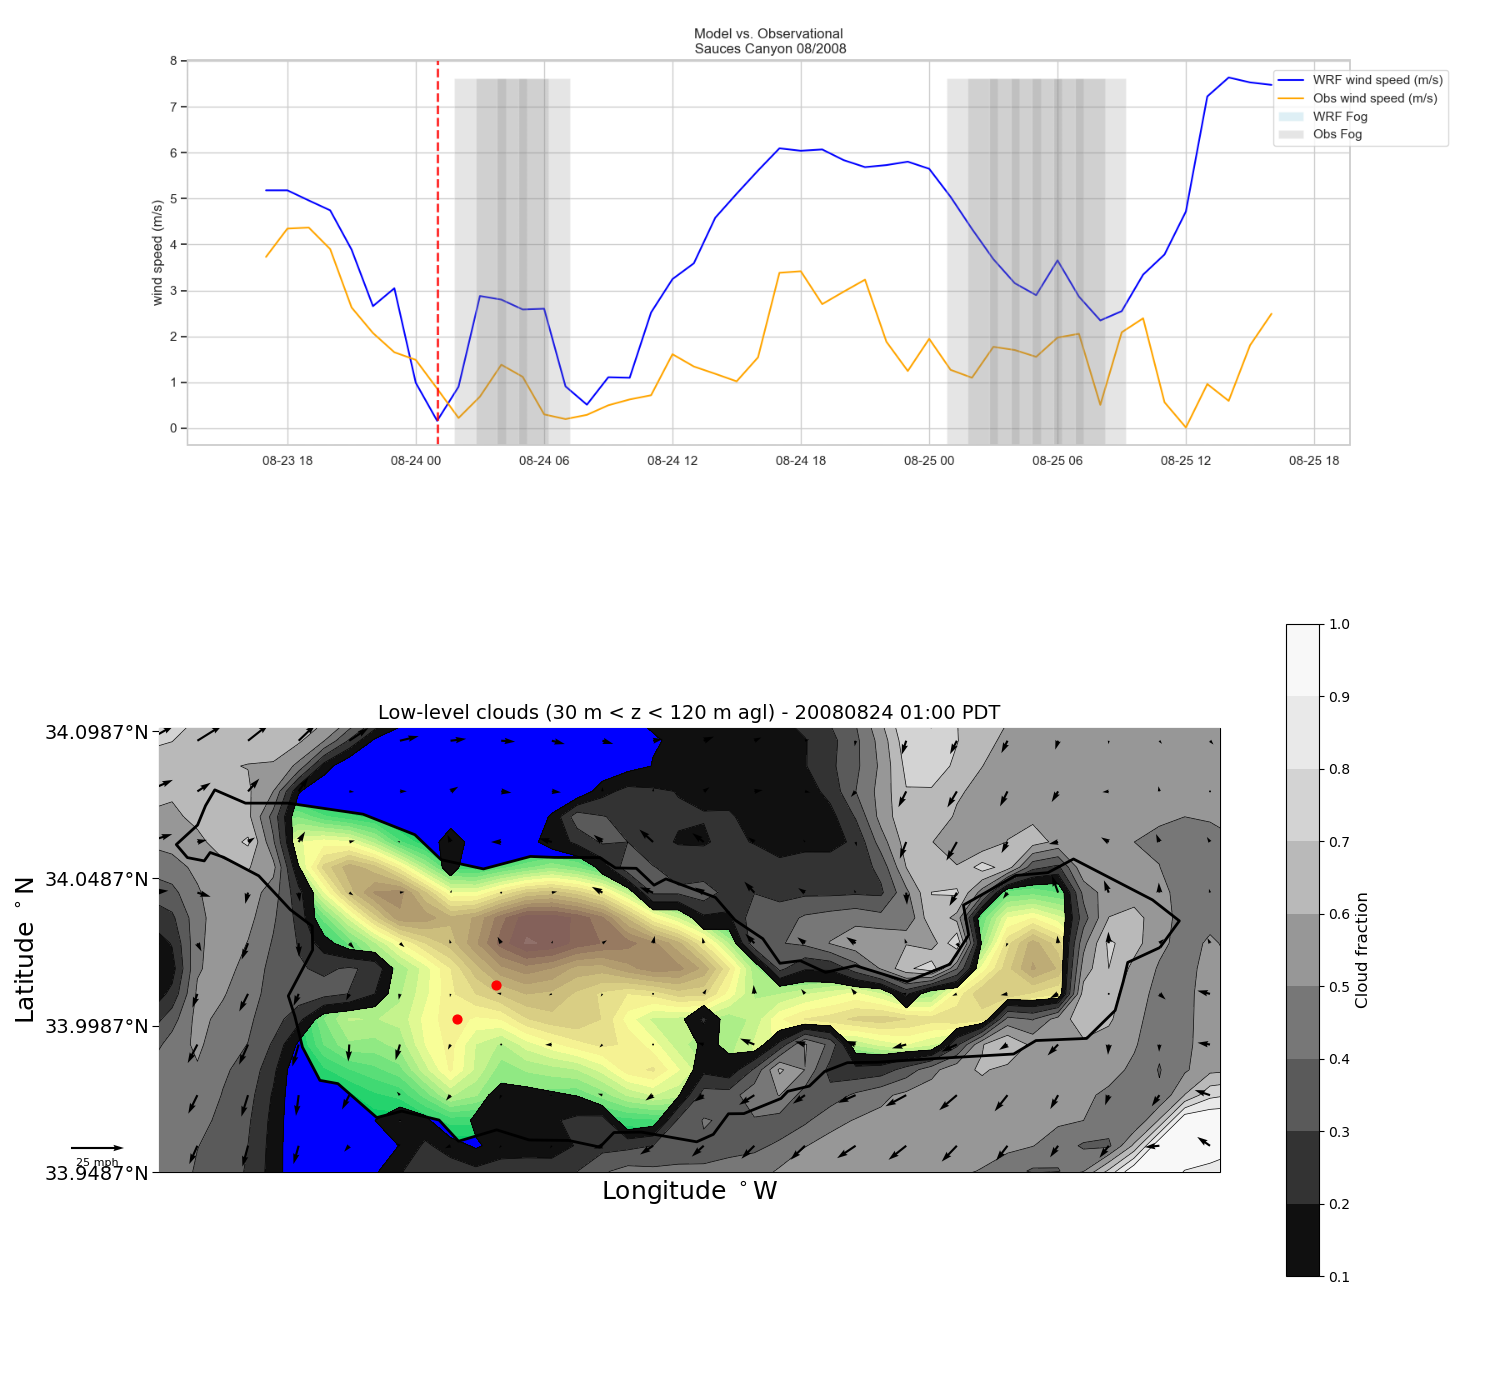 Model vs. Observational
Sauces Canyon 08/2008
8
7
6
5
4
3
2
1
0
wind speed (m/s)
WRF wind speed (m/s)
Obs wind speed (m/s)
WRF Fog
Obs Fog
08-23 18
08-24 00
08-24 06
08-24 12
08-24 18
08-25 00
08-25 06
08-25 12
08-25 18
Low-level clouds (30 m < z < 120 m agl) - 20080824 01:00 PDT
34.0987°N
34.0487°N
33.9987°N
33.9487°N
Latitude °N
25 mph
Longitude °W
1.0
0.9
0.8
0.7
0.6
0.5
0.4
0.3
0.2
0.1
Cloud fraction